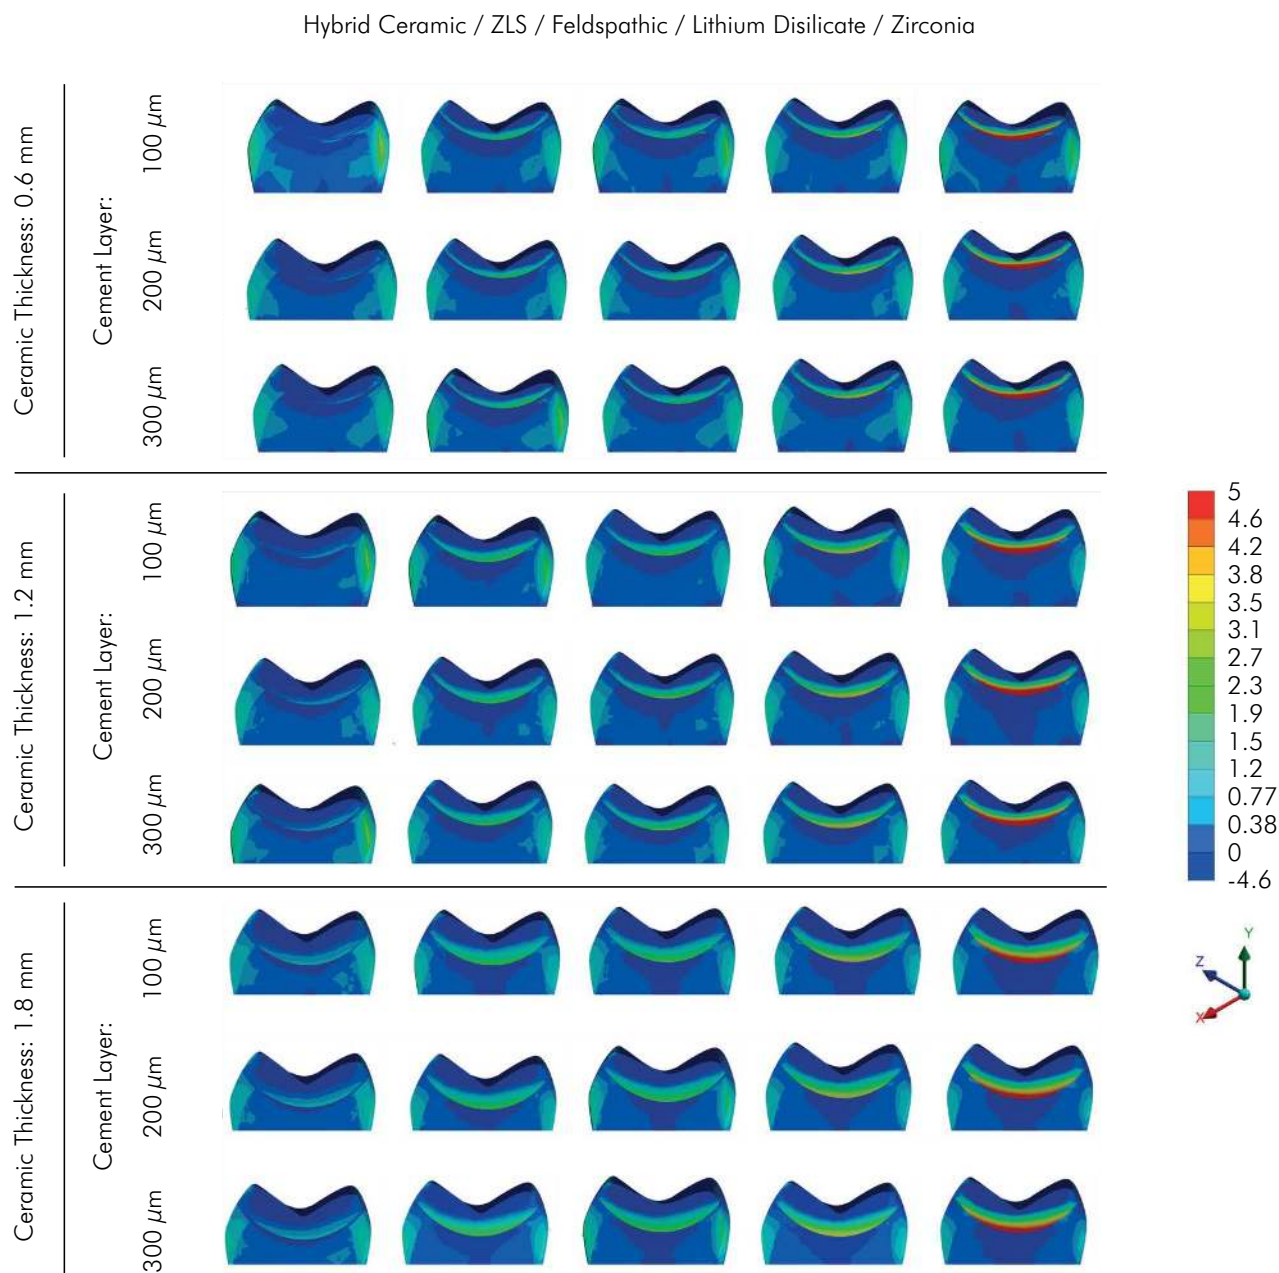 Hybrid Ceramic / ZLS / Feldspathic / Lithium Disilicate / Zirconia
Ceramic Thickness: 0.6 mm
Cement Layer:
100 µm
200 µm
300 µm
Ceramic Thickness: 1.2 mm
Cement Layer:
100 µm
200 µm
300 µm
Ceramic Thickness: 1.8 mm
Cement Layer:
100 µm
200 µm
300 µm
5
4.6
4.2
3.8
3.5
3.1
2.7
2.3
1.9
1.5
1.2
0.77
0.38
0
-4.6
Y
Z
X